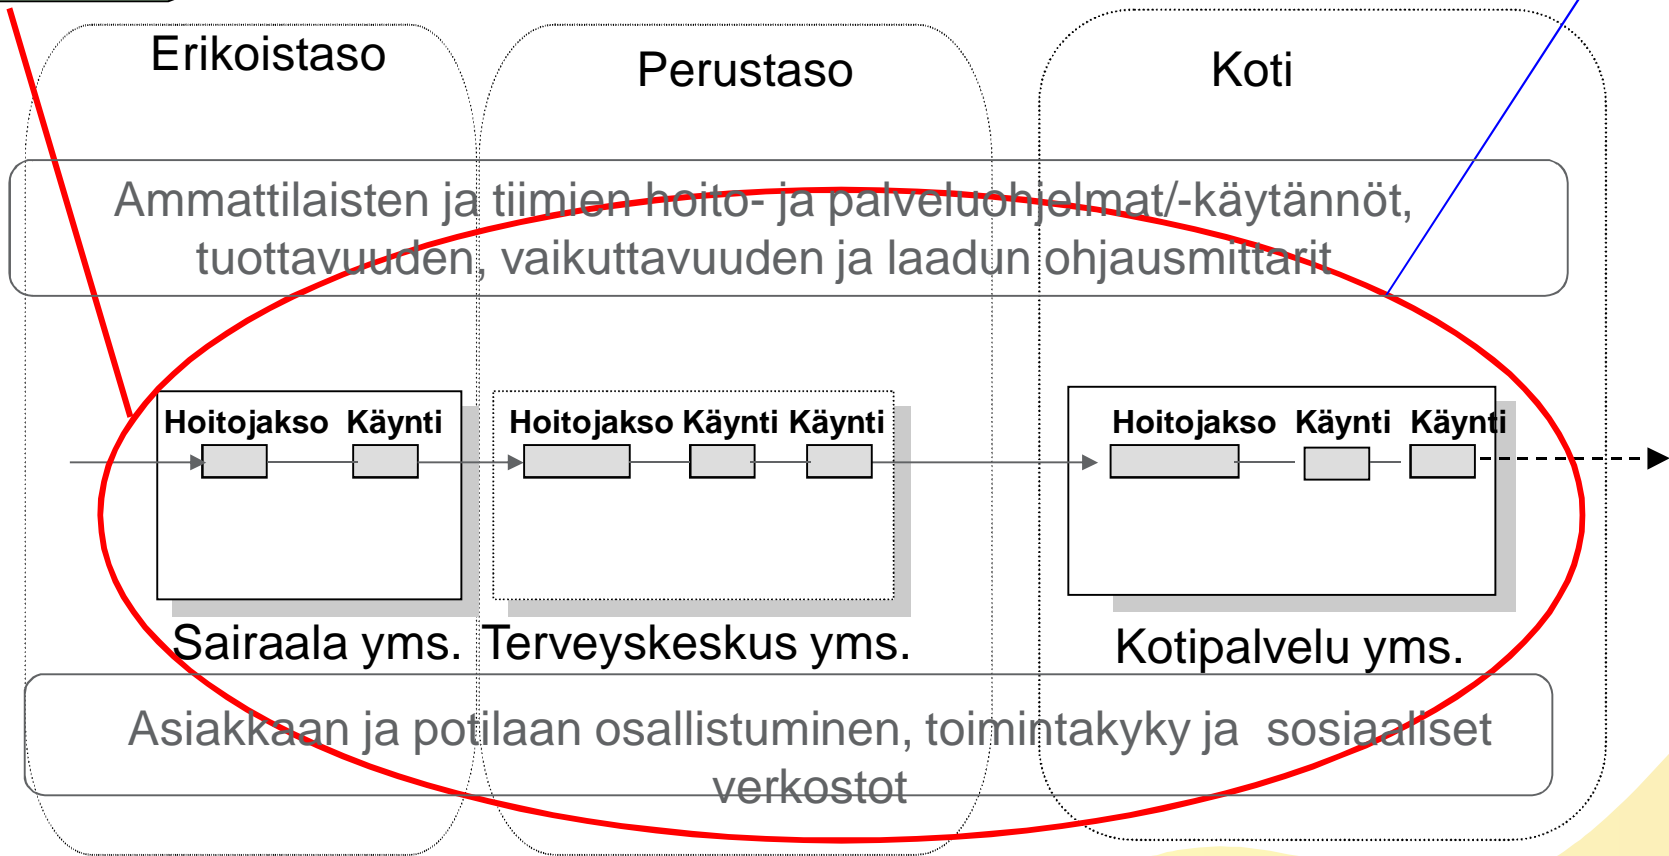 Erikoistaso
Perustaso
Koti
Ammattilaisten ja tiimien hoito- ja palveluohjelmat/-käytännöt,
tuottavuuden, vaikuttavuuden ja laadun ohjausmittarit
Hoitojakso Käynti
Hoitojakso Käynti Käynti
Hoitojakso Käynti Käynti
Sairaala yms.
Terveyskeskus yms.
Kotipalvelu yms.
Asiakkaan ja potilaan osallistuminen, toimintakyky ja sosiaaliset
verkostot